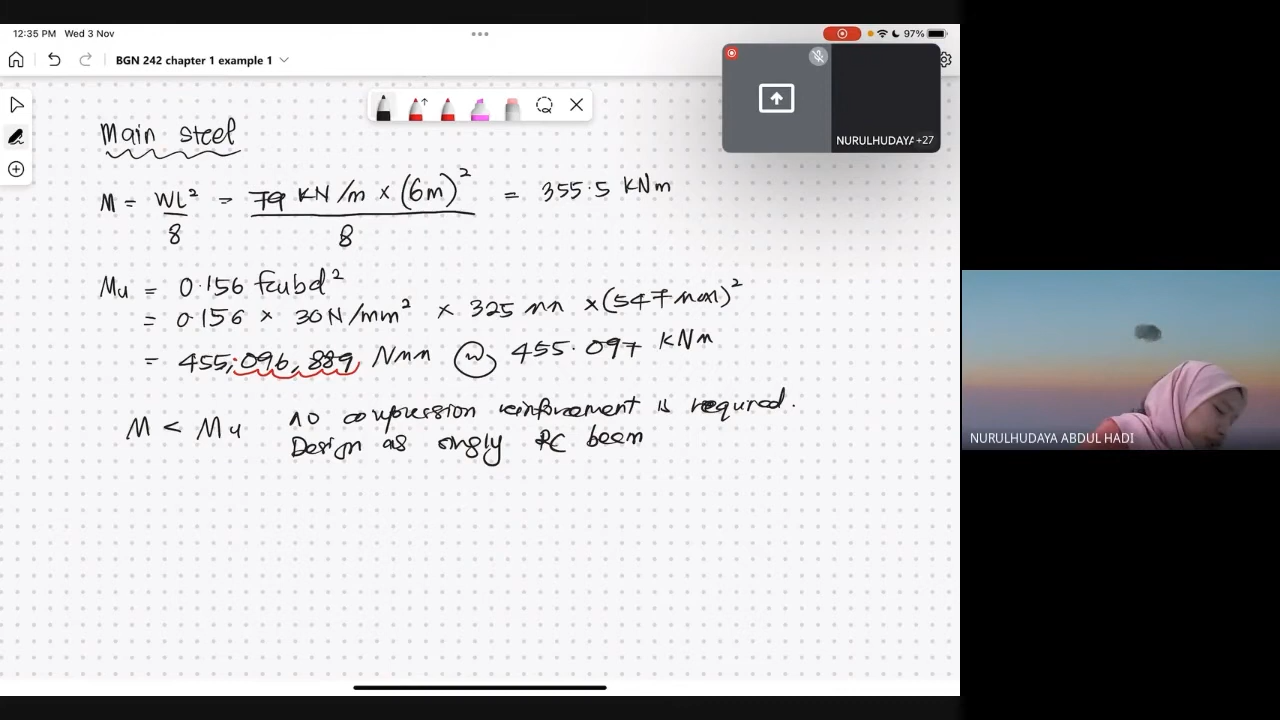 12:35 PM Wed 3 Nov
97%
BGN 242 chapter 1 example 1
NURULHUDAYA +27
Main steel
M = WL² / 8 = 79 KN/m × (6m)² / 8 = 355.5 KNm
Mu = 0.156 fcubd²
= 0.156 × 30N/mm² × 325 mm × (547mm)²
= 455,096,889 Nmm @ 455.097 KNm
M < Mu no compression reinforcement is required.
Design as singly RC beam
NURULHUDAYA ABDUL HADI